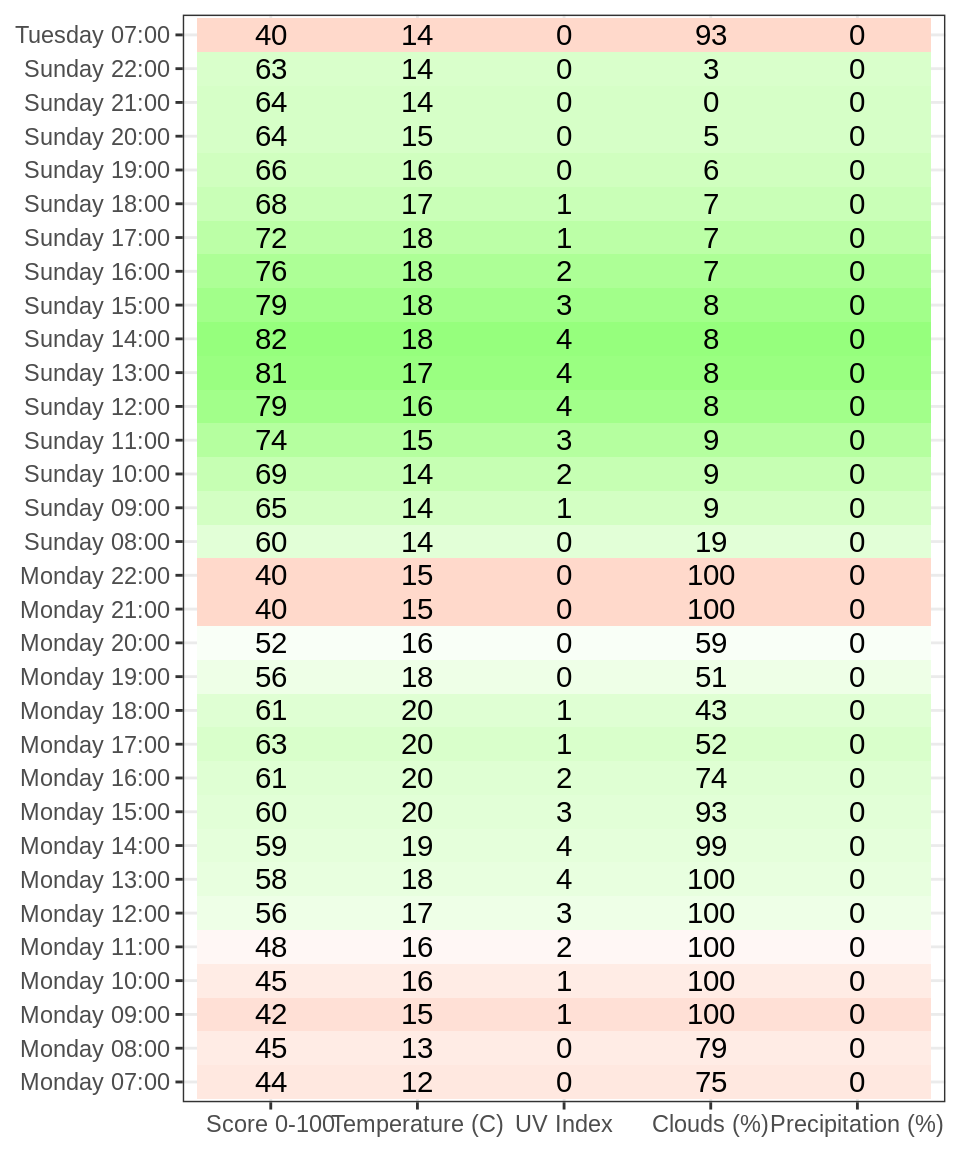 Tuesday 07:00 40 14 0 93 0
Sunday 22:00 63 14 0 3 0
Sunday 21:00 64 14 0 0 0
Sunday 20:00 64 15 0 5 0
Sunday 19:00 66 16 0 6 0
Sunday 18:00 68 17 1 7 0
Sunday 17:00 72 18 1 7 0
Sunday 16:00 76 18 2 7 0
Sunday 15:00 79 18 3 8 0
Sunday 14:00 82 18 4 8 0
Sunday 13:00 81 17 4 8 0
Sunday 12:00 79 16 4 8 0
Sunday 11:00 74 15 3 9 0
Sunday 10:00 69 14 2 9 0
Sunday 09:00 65 14 1 9 0
Sunday 08:00 60 14 0 19 0
Monday 22:00 40 15 0 100 0
Monday 21:00 40 15 0 100 0
Monday 20:00 52 16 0 59 0
Monday 19:00 56 18 0 51 0
Monday 18:00 61 20 1 43 0
Monday 17:00 63 20 1 52 0
Monday 16:00 61 20 2 74 0
Monday 15:00 60 20 3 93 0
Monday 14:00 59 19 4 99 0
Monday 13:00 58 18 4 100 0
Monday 12:00 56 17 3 100 0
Monday 11:00 48 16 2 100 0
Monday 10:00 45 16 1 100 0
Monday 09:00 42 15 1 100 0
Monday 08:00 45 13 0 79 0
Monday 07:00 44 12 0 75 0
Score 0-100 Temperature (C) UV Index Clouds (%) Precipitation (%)